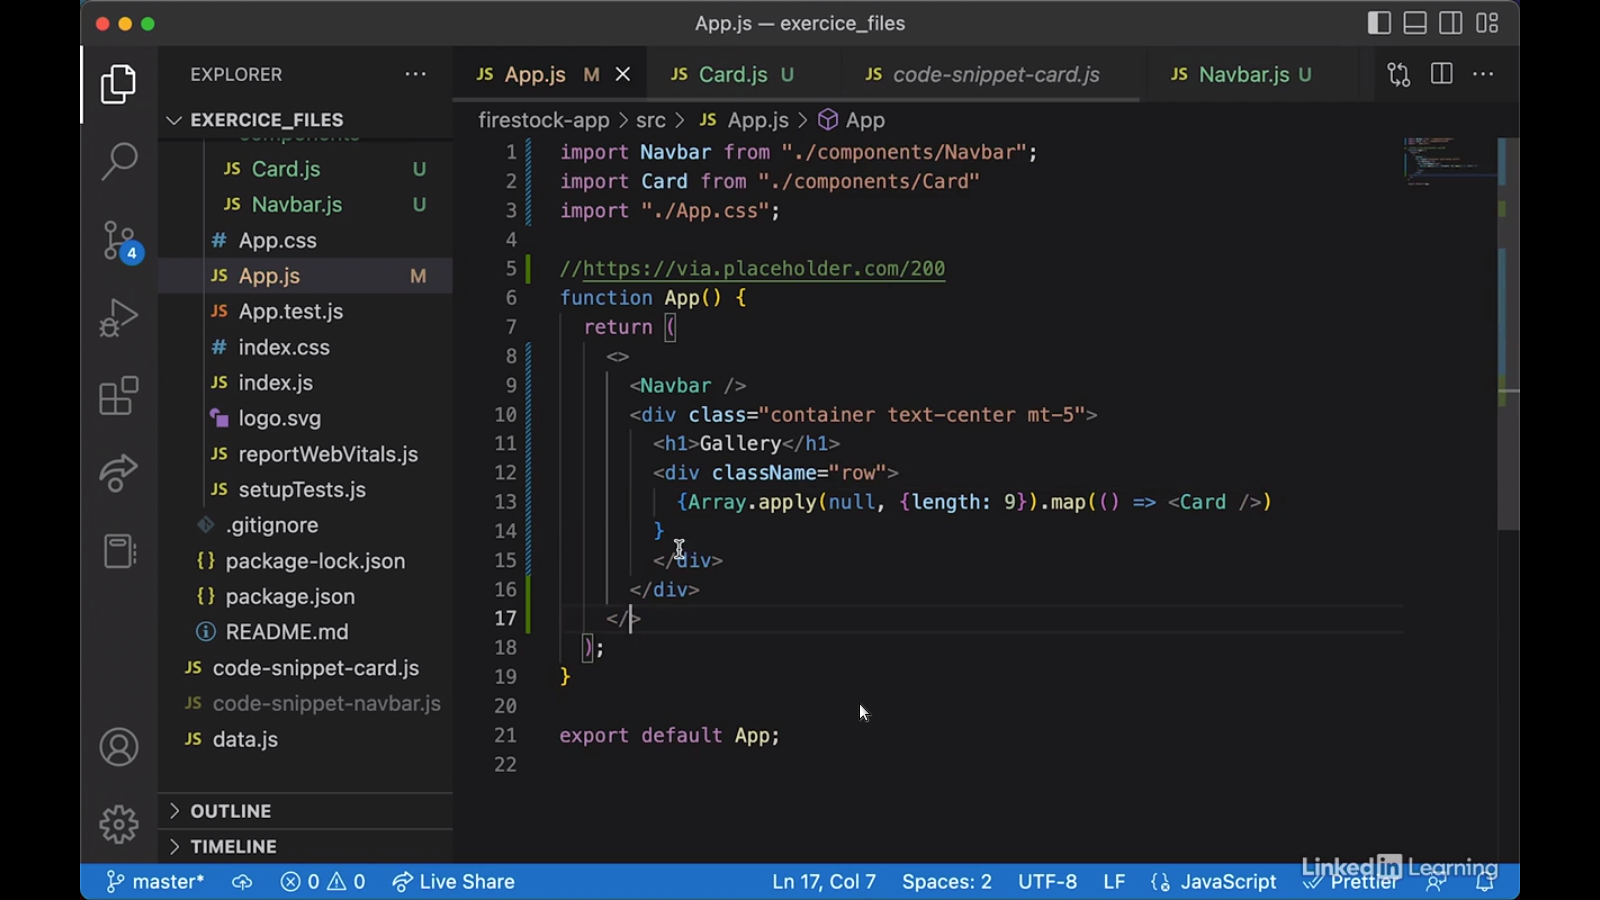 App.js — exercice_files
EXPLORER
JS App.js M
JS Card.js U
JS code-snippet-card.js
JS Navbar.js U
EXERCICE_FILES
firestock-app > src > JS App.js > App
components
JS Card.js U
JS Navbar.js U
# App.css
JS App.js M
JS App.test.js
# index.css
JS index.js
logo.svg
JS reportWebVitals.js
JS setupTests.js
.gitignore
{} package-lock.json
{} package.json
README.md
JS code-snippet-card.js
JS code-snippet-navbar.js
JS data.js
OUTLINE
TIMELINE
4
1 import Navbar from "./components/Navbar";
2 import Card from "./components/Card"
3 import "./App.css";
4
5 //https://via.placeholder.com/200
6 function App() {
7 return (
8 <>
9 <Navbar />
10 <div class="container text-center mt-5">
11 <h1>Gallery</h1>
12 <div className="row">
13 {Array.apply(null, {length: 9}).map(() => <Card />)
14 }
15 </div>
16 </div>
17 </>
18 );
19 }
20
21 export default App;
22
LinkedIn Learning
master* 0 0 Live Share Ln 17, Col 7 Spaces: 2 UTF-8 LF {} JavaScript Prettier